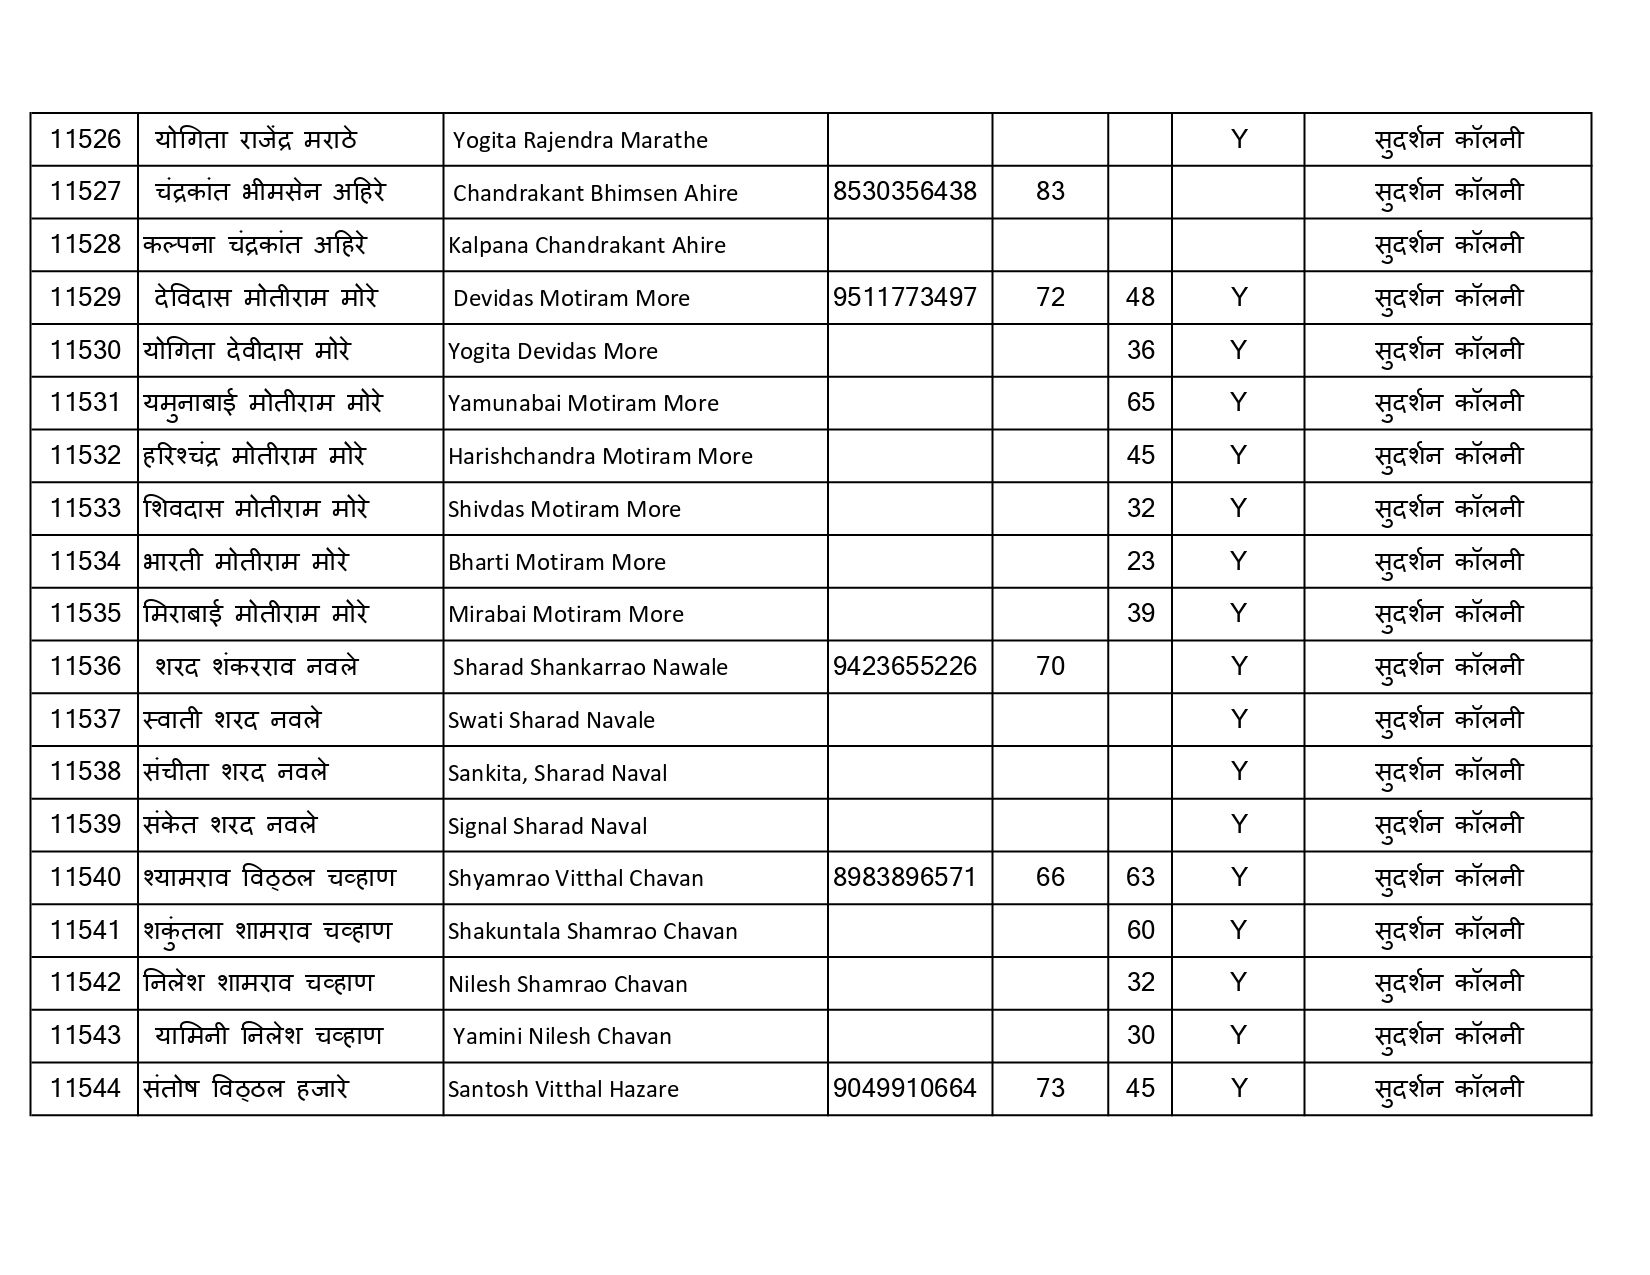 11526 योगिता राजेंद्र मराठे Yogita Rajendra Marathe Y सुदर्शन कॉलनी
11527 चंद्रकांत भीमसेन अहिरे Chandrakant Bhimsen Ahire 8530356438 83 सुदर्शन कॉलनी
11528 कल्पना चंद्रकांत अहिरे Kalpana Chandrakant Ahire सुदर्शन कॉलनी
11529 देविदास मोतीराम मोरे Devidas Motiram More 9511773497 72 48 Y सुदर्शन कॉलनी
11530 योगिता देवीदास मोरे Yogita Devidas More 36 Y सुदर्शन कॉलनी
11531 यमुनाबाई मोतीराम मोरे Yamunabai Motiram More 65 Y सुदर्शन कॉलनी
11532 हरिश्चंद्र मोतीराम मोरे Harishchandra Motiram More 45 Y सुदर्शन कॉलनी
11533 शिवदास मोतीराम मोरे Shivdas Motiram More 32 Y सुदर्शन कॉलनी
11534 भारती मोतीराम मोरे Bharti Motiram More 23 Y सुदर्शन कॉलनी
11535 मिराबाई मोतीराम मोरे Mirabai Motiram More 39 Y सुदर्शन कॉलनी
11536 शरद शंकरराव नवले Sharad Shankarrao Nawale 9423655226 70 Y सुदर्शन कॉलनी
11537 स्वाती शरद नवले Swati Sharad Navale Y सुदर्शन कॉलनी
11538 संचीता शरद नवले Sankita, Sharad Naval Y सुदर्शन कॉलनी
11539 संकेत शरद नवले Signal Sharad Naval Y सुदर्शन कॉलनी
11540 श्यामराव विठ्ठल चव्हाण Shyamrao Vitthal Chavan 8983896571 66 63 Y सुदर्शन कॉलनी
11541 शकुंतला शामराव चव्हाण Shakuntala Shamrao Chavan 60 Y सुदर्शन कॉलनी
11542 निलेश शामराव चव्हाण Nilesh Shamrao Chavan 32 Y सुदर्शन कॉलनी
11543 यामिनी निलेश चव्हाण Yamini Nilesh Chavan 30 Y सुदर्शन कॉलनी
11544 संतोष विठ्ठल हजारे Santosh Vitthal Hazare 9049910664 73 45 Y सुदर्शन कॉलनी